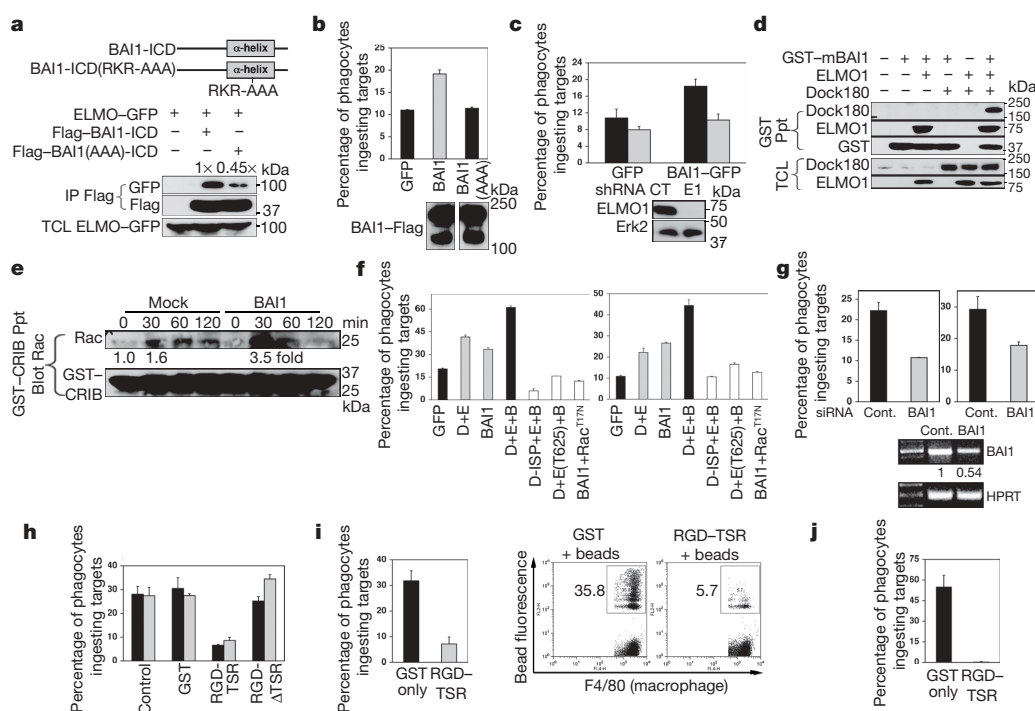 a
BAI1-ICD
α-helix
BAI1-ICD(RKR-AAA)
α-helix
RKR-AAA
ELMO–GFP + + +
Flag–BAI1-ICD – + –
Flag–BAI1(AAA)-ICD – – +
1× 0.45× kDa
IP Flag
GFP 100
Flag 37
TCL ELMO–GFP 100
b
Percentage of phagocytes ingesting targets
25
20
15
10
5
0
GFP
BAI1
BAI1 (AAA)
kDa
250
BAI1–Flag
100
c
Percentage of phagocytes ingesting targets
24
20
16
12
8
4
0
GFP BAI1–GFP
shRNA CT E1 kDa
ELMO1 75
50
Erk2
37
d
GST–mBAI1 – + + – + +
ELMO1
Dock180
kDa
GST Ppt
Dock180 250
150
ELMO1 75
GST 37
TCL
Dock180 250
150
ELMO1 75
e
Mock BAI1
0 30 60 120 0 30 60 120 min
GST–CRIB Ppt
Blot Rac
Rac 25
1.0 1.6 3.5 fold
GST–CRIB
37
25
kDa
f
Percentage of phagocytes ingesting targets
80
60
40
20
0
GFP
D+E
BAI1
D+E+B
D-ISP+E+B
D+E(T625)+B
BAI1+RacT17N
50
40
30
20
10
0
GFP
D+E
BAI1
D+E+B
D-ISP+E+B
D+E(T625)+B
BAI1+RacT17N
g
Percentage of phagocytes ingesting targets
25
20
15
10
5
0
30
20
10
0
siRNA Cont. BAI1 Cont. BAI1
Cont. BAI1
BAI1
1 0.54
HPRT
h
Percentage of phagocytes ingesting targets
40
30
20
10
0
Control
GST
RGD-TSR
RGD-ΔTSR
i
Percentage of phagocytes ingesting targets
40
30
20
10
0
GST only
RGD–TSR
GST + beads
RGD–TSR + beads
Bead fluorescence
35.8
5.7
F4/80 (macrophage)
j
Percentage of phagocytes ingesting targets
75
60
45
30
15
0
GST only
RGD–TSR